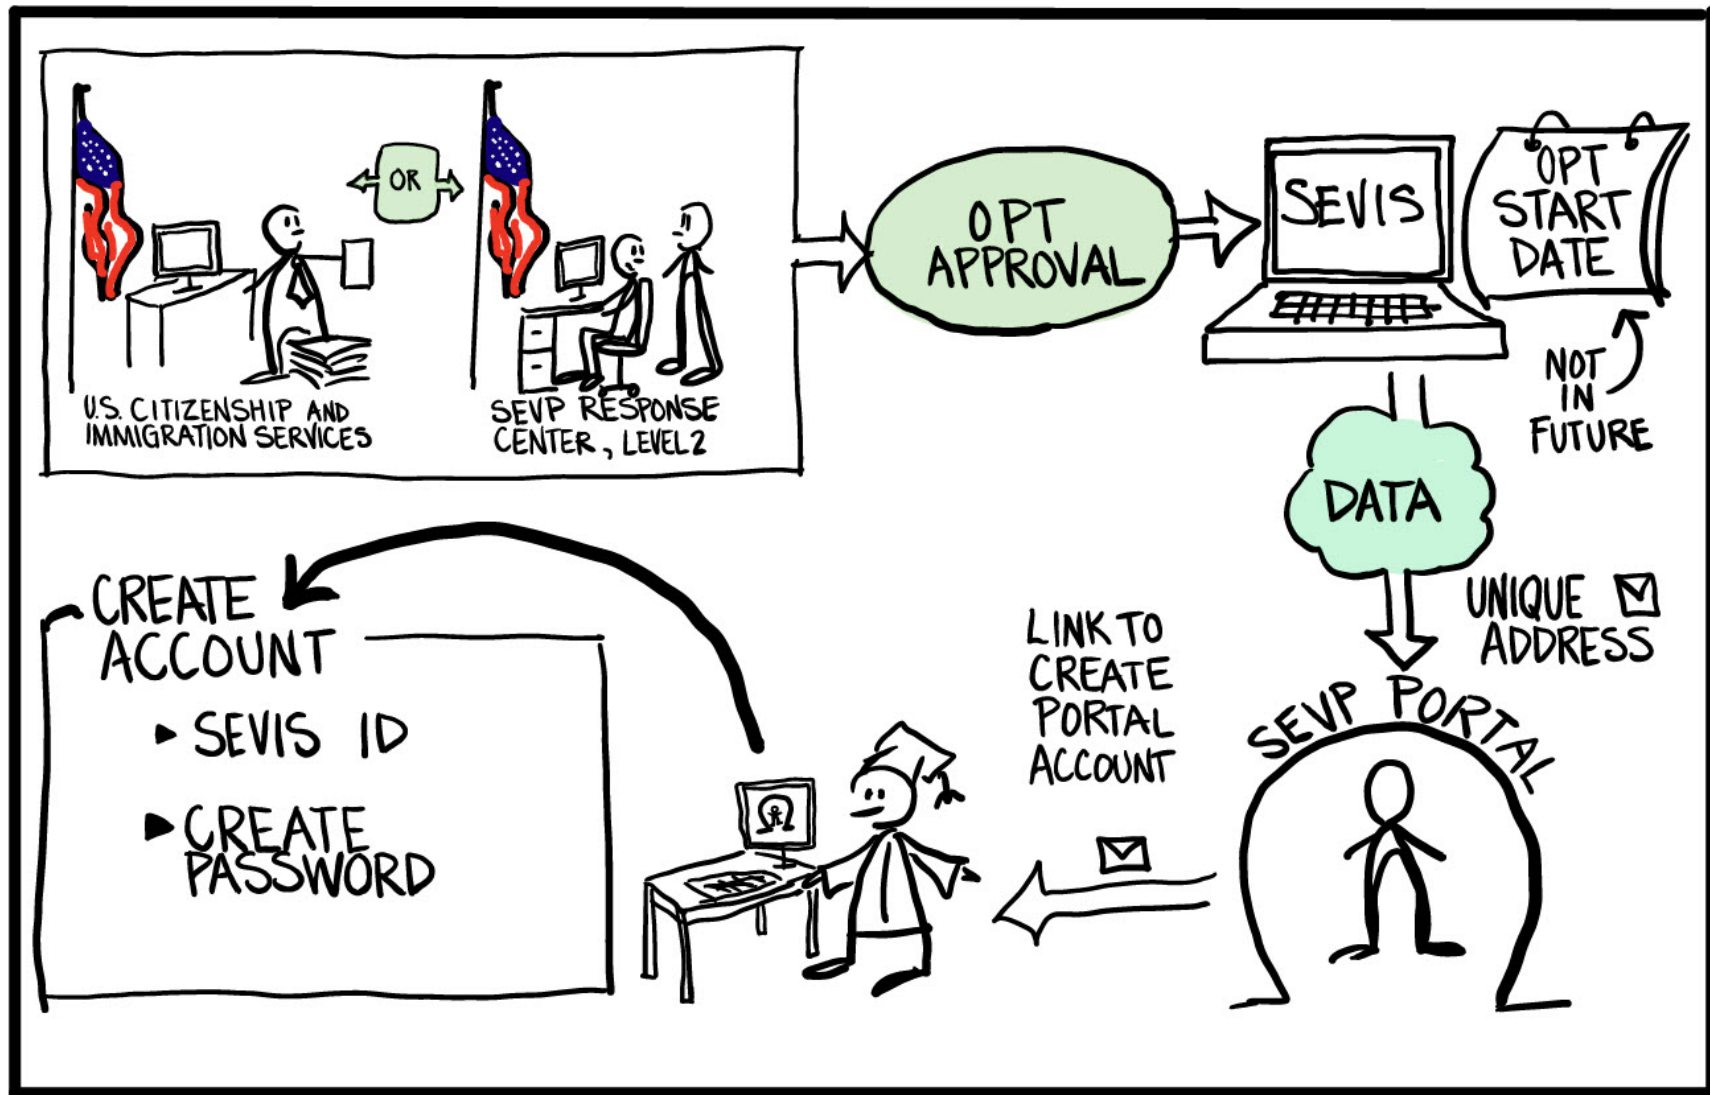 OR
U.S. CITIZENSHIP AND
IMMIGRATION SERVICES
SEVP RESPONSE
CENTER, LEVEL 2
OPT
APPROVAL
SEVIS
OPT
START
DATE
NOT
IN
FUTURE
DATA
UNIQUE
ADDRESS
SEVP PORTAL
LINK TO
CREATE
PORTAL
ACCOUNT
CREATE
ACCOUNT
SEVIS ID
CREATE
PASSWORD